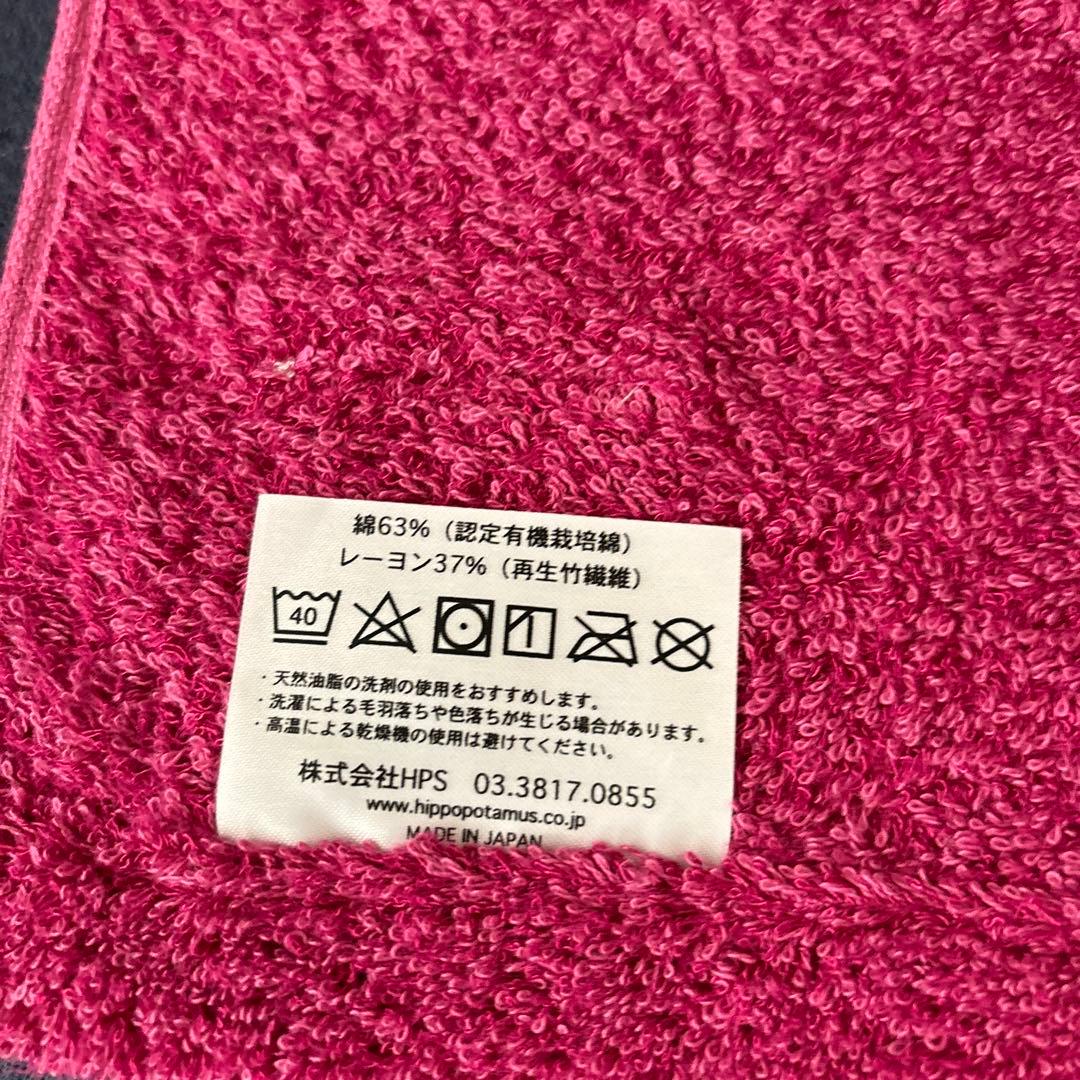 綿63%（認定有機栽培綿）
レーヨン37%（再生竹繊維）
40
・天然油脂の洗剤の使用をおすすめします。
・洗濯による毛羽落ちや色落ちが生じる場合があります。
・高温による乾燥機の使用は避けてください。
株式会社HPS 03.3817.0855
www.hippopotamus.co.jp
MADE IN JAPAN